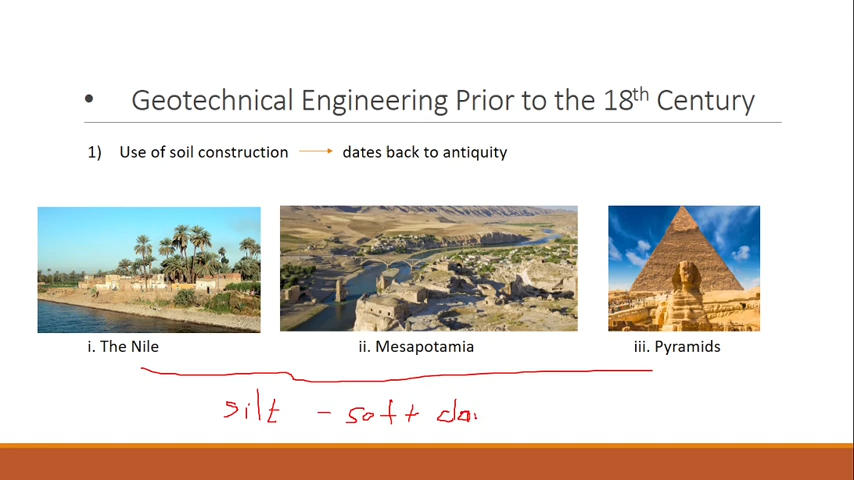 • Geotechnical Engineering Prior to the 18th Century
1) Use of soil construction → dates back to antiquity
i. The Nile
ii. Mesapotamia
iii. Pyramids
silt - soft